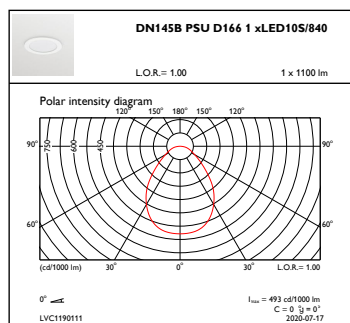 DN145B PSU D166 1 xLED10S/840
L.O.R.= 1.00 1 x 1100 lm
Polar intensity diagram
120° 150° 180° 150° 120°
90° 750 600 450 90°
60° 60°
(cd/1000 lm) 30° 0° 30° L.O.R.= 1.00
0° Imax = 493 cd/1000 lm
C = 0 °g = 0°
LVC1190111 2020-07-17